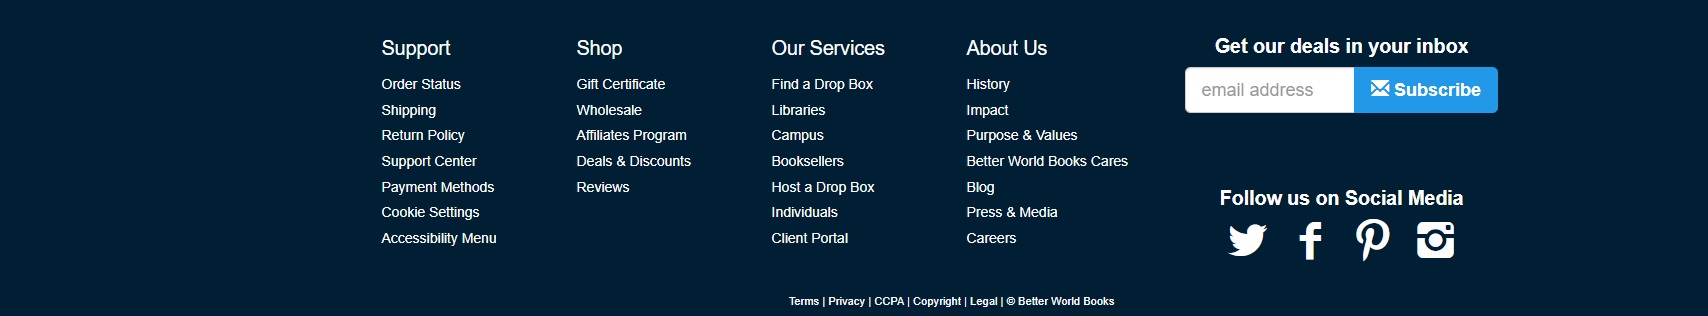 Support
Order Status
Shipping
Return Policy
Support Center
Payment Methods
Cookie Settings
Accessibility Menu
Shop
Gift Certificate
Wholesale
Affiliates Program
Deals & Discounts
Reviews
Our Services
Find a Drop Box
Libraries
Campus
Booksellers
Host a Drop Box
Individuals
Client Portal
About Us
History
Impact
Purpose & Values
Better World Books Cares
Blog
Press & Media
Careers
Get our deals in your inbox
email address Subscribe
Follow us on Social Media
Terms | Privacy | CCPA | Copyright | Legal | © Better World Books